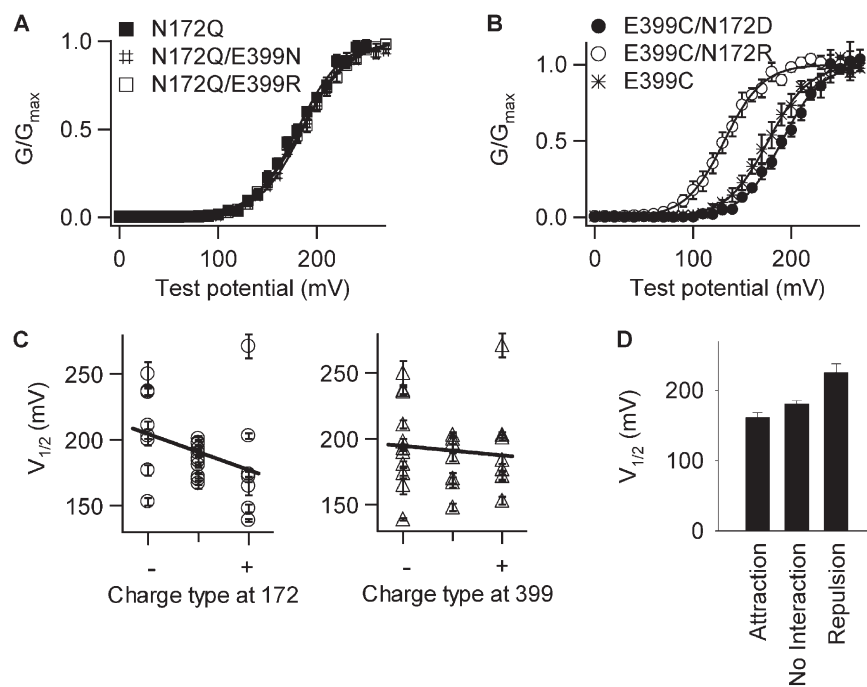 A
N172Q
N172Q/E399N
N172Q/E399R
1.0
0.5
0.0
G/Gmax
0
100
200
Test potential (mV)
B
E399C/N172D
E399C/N172R
E399C
1.0
0.5
0.0
G/Gmax
0
100
200
Test potential (mV)
C
250
200
150
V1/2 (mV)
-
+
Charge type at 172
250
200
150
-
+
Charge type at 399
D
200
100
0
V1/2 (mV)
Attraction
No Interaction
Repulsion